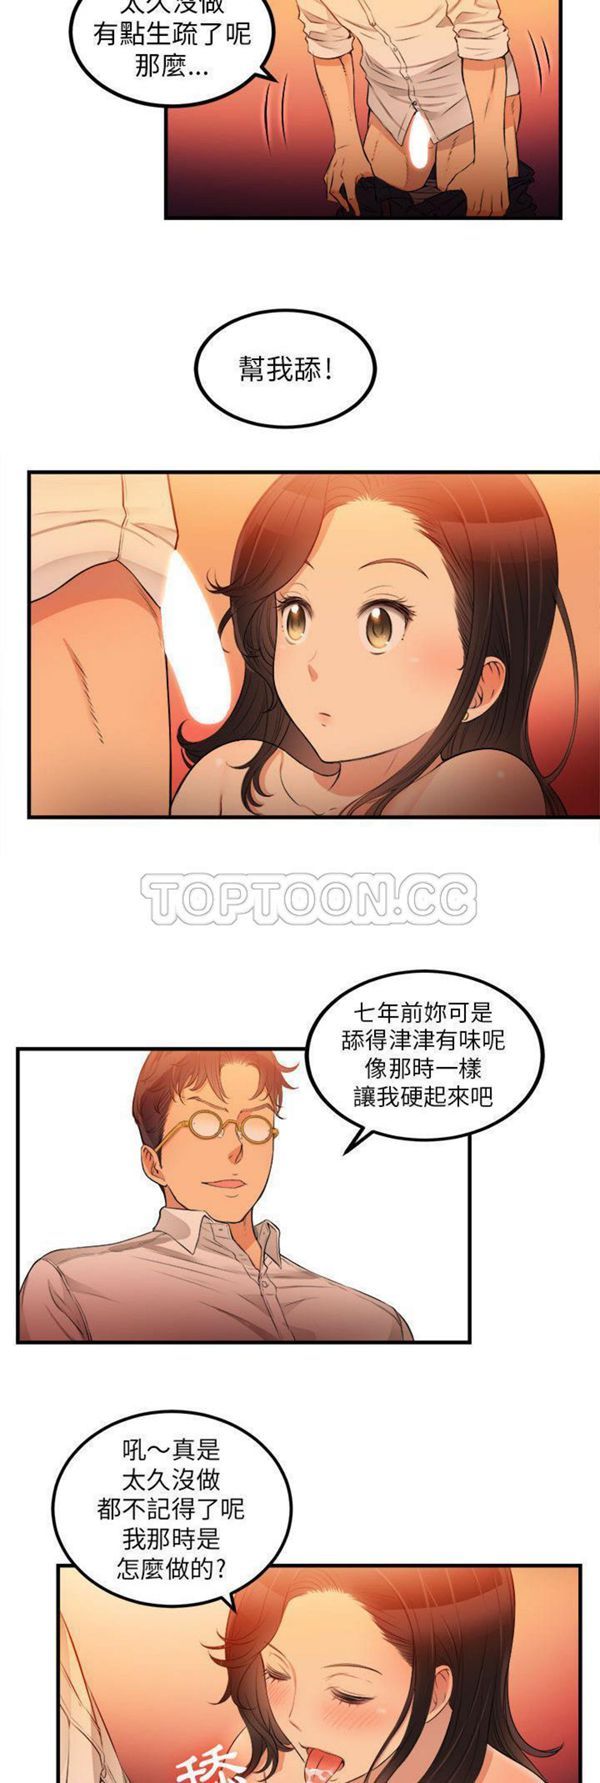 太久沒做
有點生疏了呢
那麼...
幫我舔!
TOPTOON.CC
七年前妳可是
舔得津津有味呢
像那時一樣
讓我硬起來吧
吼～真是
太久沒做
都不記得了呢
我那時是
怎麼做的?
舔